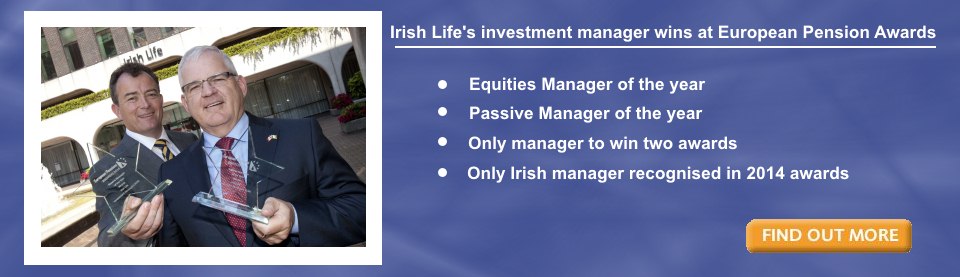 Irish Life
Irish Life's investment manager wins at European Pension Awards
Equities Manager of the year
Passive Manager of the year
Only manager to win two awards
Only Irish manager recognised in 2014 awards
FIND OUT MORE